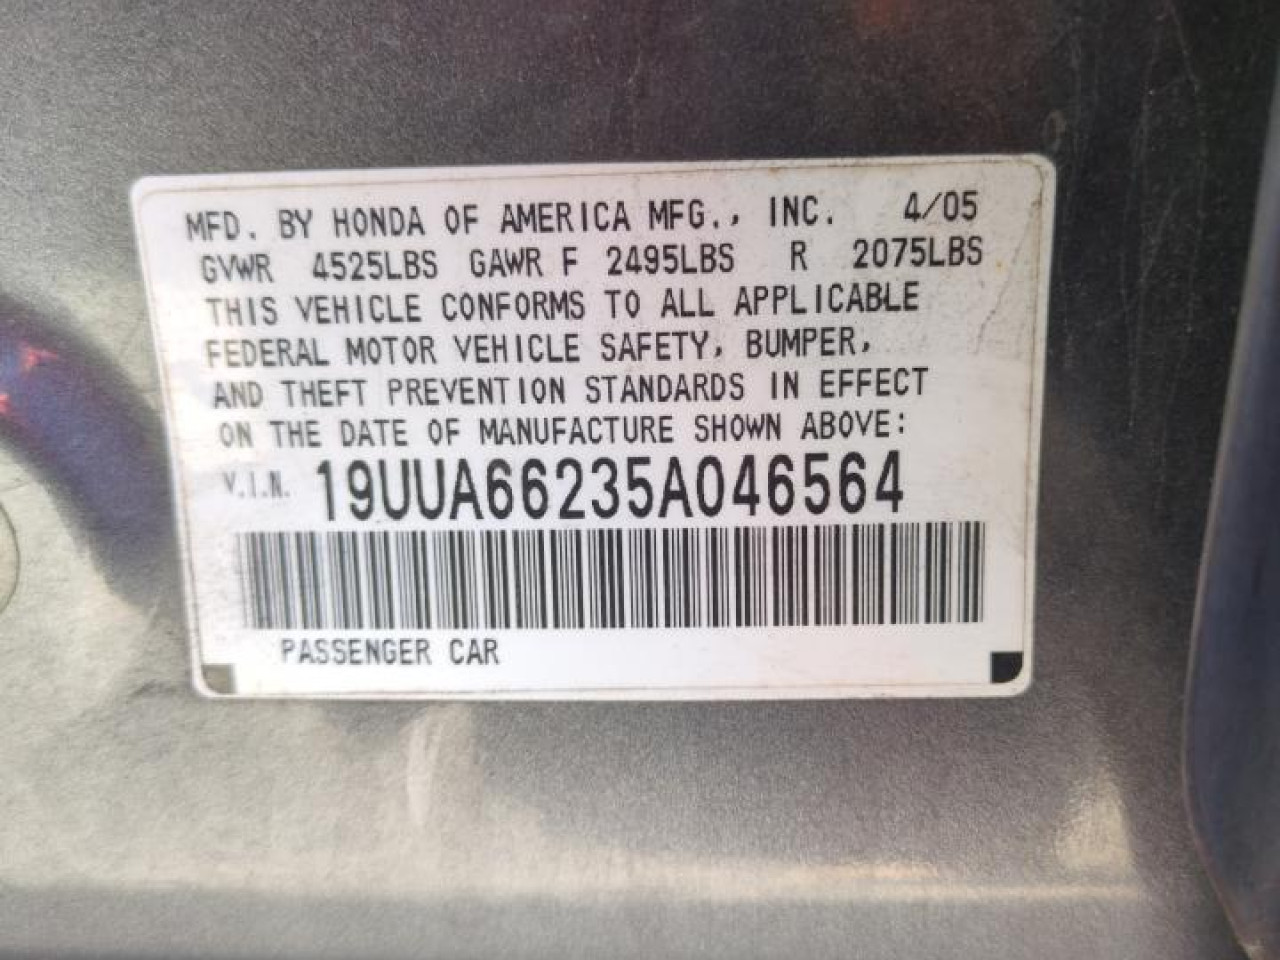 MFD. BY HONDA OF AMERICA MFG., INC. 4/05
GVWR 4525LBS GAWR F 2495LBS R 2075LBS
THIS VEHICLE CONFORMS TO ALL APPLICABLE
FEDERAL MOTOR VEHICLE SAFETY, BUMPER,
AND THEFT PREVENTION STANDARDS IN EFFECT
ON THE DATE OF MANUFACTURE SHOWN ABOVE:
V.I.N. 19UUA66235A046564
PASSENGER CAR